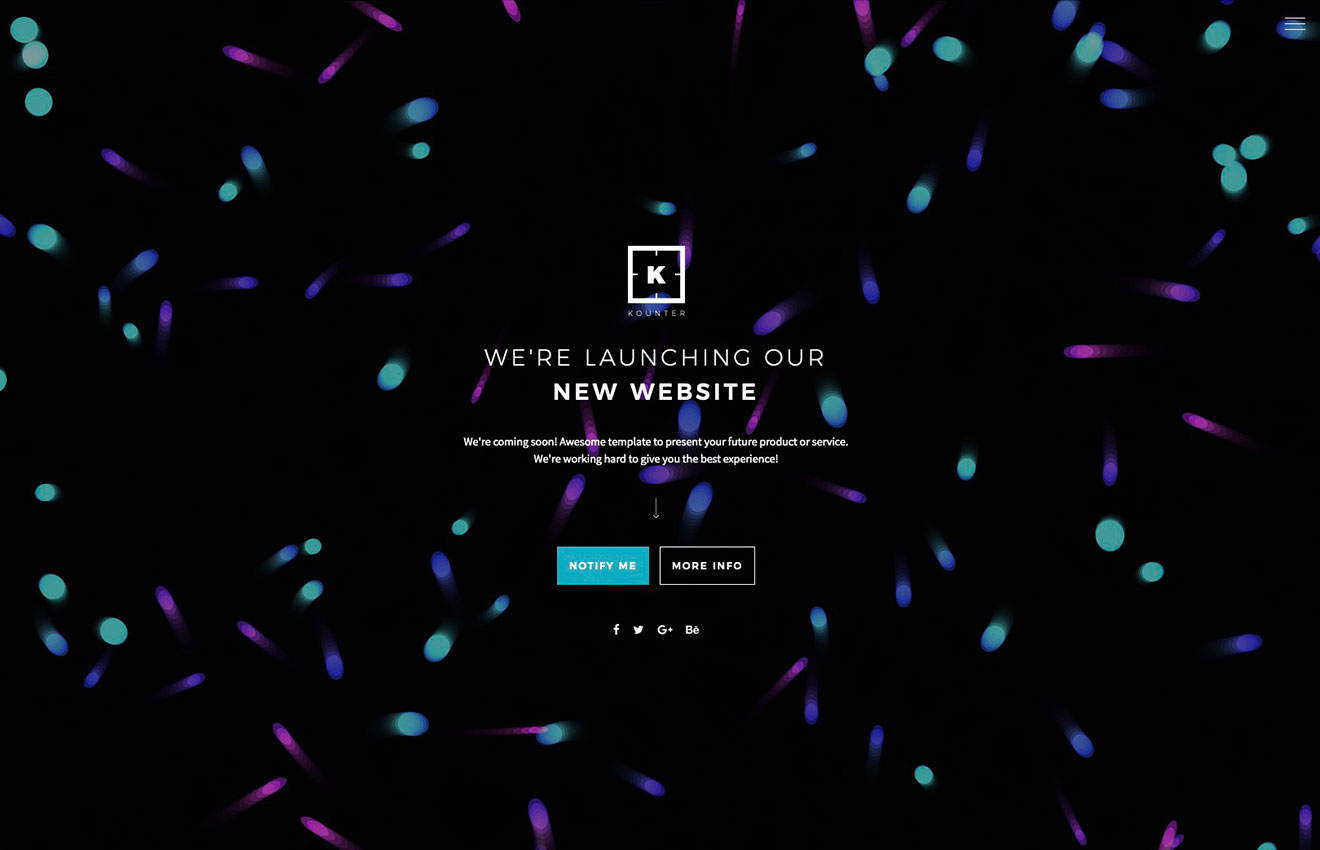 K
KOUNTER
WE'RE LAUNCHING OUR
NEW WEBSITE
We're coming soon! Awesome template to present your future product or service.
We're working hard to give you the best experience!
NOTIFY ME MORE INFO
f G+ Bē